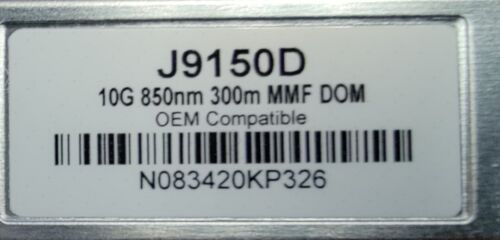 J9150D
10G 850nm 300m MMF DOM
OEM Compatible
N083420KP326